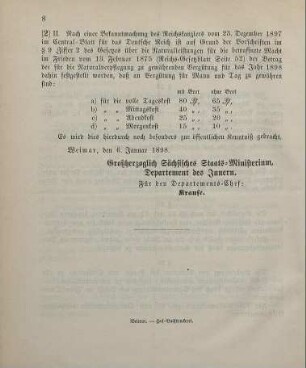 8
[2] II. Nach einer Bekanntmachung des Reichskanzlers vom 23. Dezember 1897
im Central-Blatt für das Deutsche Reich ist auf Grund der Vorschriften im
§ 9 Ziffer 2 des Gesetzes über die Naturalleistungen für die bewaffnete Macht
im Frieden vom 13. Februar 1875 (Reichs-Gesetzblatt Seite 52) der Betrag der
für die Naturalverpflegung zu gewährenden Vergütung für das Jahr 1898
dahin festgestellt worden, daß an Vergütung für Mann und Tag zu gewähren
sind:
mit Brot ohne Brot
a) für die volle Tageskost 80 ₰, 65 ₰,
b) „ „ Mittagskost 40 „ 35 „
c) „ „ Abendkost 25 „ 20 „
d) „ „ Morgenkost 15 „ 10 „
Es wird dies hierdurch noch besonders zur öffentlichen Kenntniß gebracht.
Weimar, den 6. Januar 1898.
Großherzoglich Sächsisches Staats-Ministerium,
Departement des Innern.
Für den Departements-Chef:
Krause.
Weimar. — Hof-Buchdruckerei.